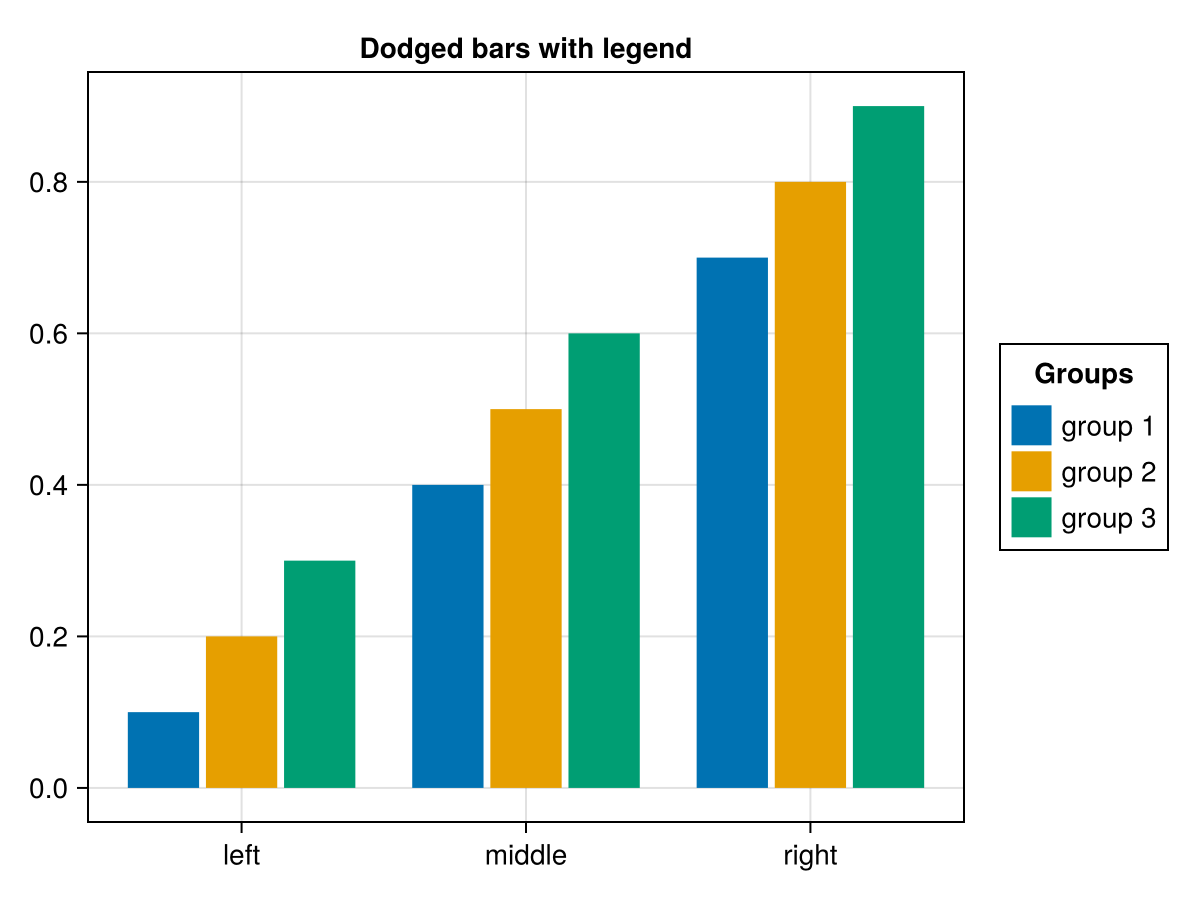 Dodged bars with legend
0.8
0.6
0.4
0.2
0.0
left middle right
Groups
group 1
group 2
group 3